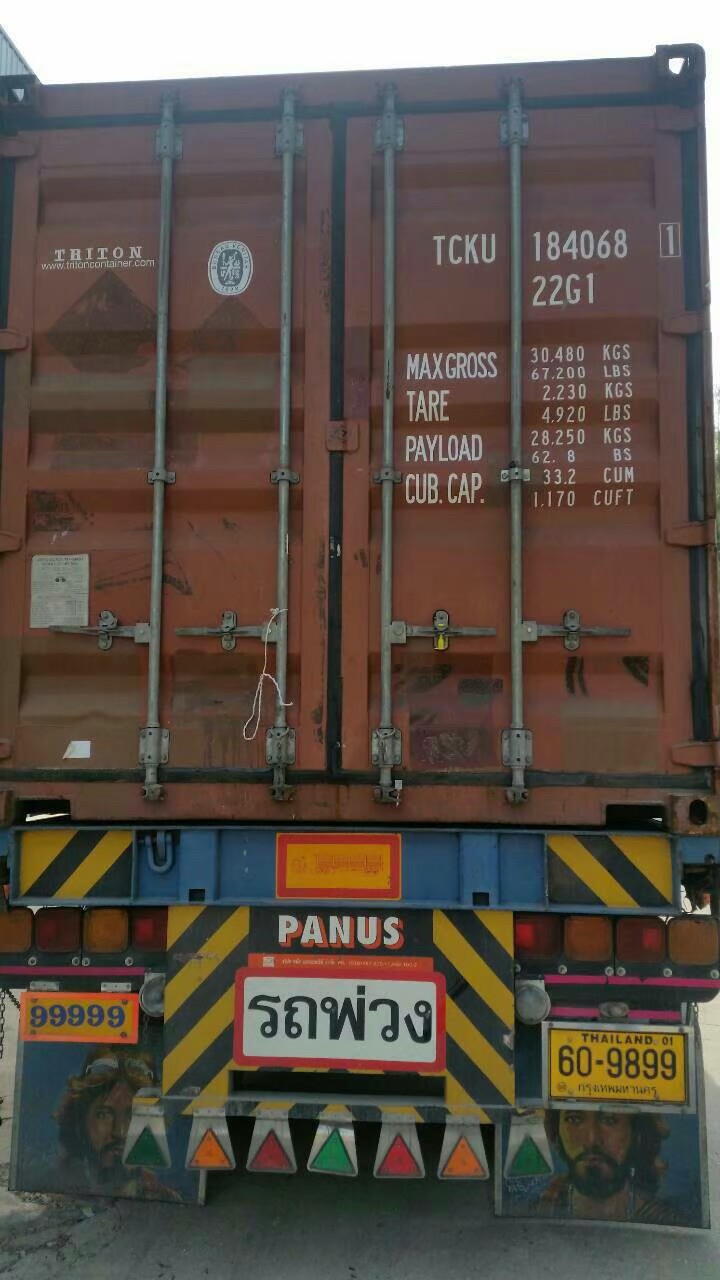 TRITON
www.tritoncontainer.com
TCKU 184068 1
22G1
MAX GROSS 30.480 KGS
67.200 LBS
TARE 2.230 KGS
4.920 LBS
PAYLOAD 28.250 KGS
62. 8 BS
CUB. CAP. 33.2 CUM
1.170 CUFT
PANUS
รถพ่วง
99999
THAILAND 01
60-9899
กรุงเทพมหานคร